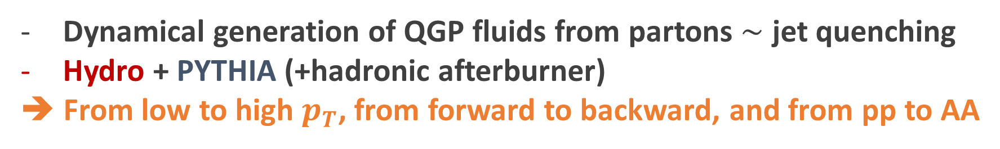 - Dynamical generation of QGP fluids from partons ~ jet quenching
- Hydro + PYTHIA (+hadronic afterburner)
➔ From low to high p_T, from forward to backward, and from pp to AA